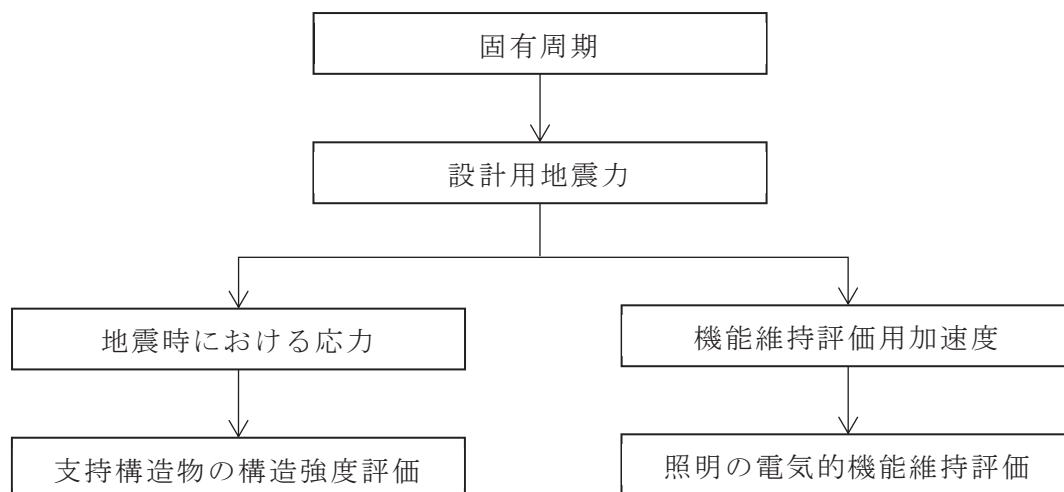 固有周期
設計用地震力
地震時における応力
機能維持評価用加速度
支持構造物の構造強度評価
照明の電気的機能維持評価